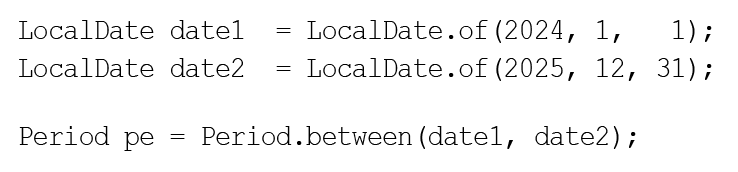 LocalDate date1  = LocalDate.of(2024, 1,   1);
LocalDate date2  = LocalDate.of(2025, 12, 31);
Period pe = Period.between(date1, date2);